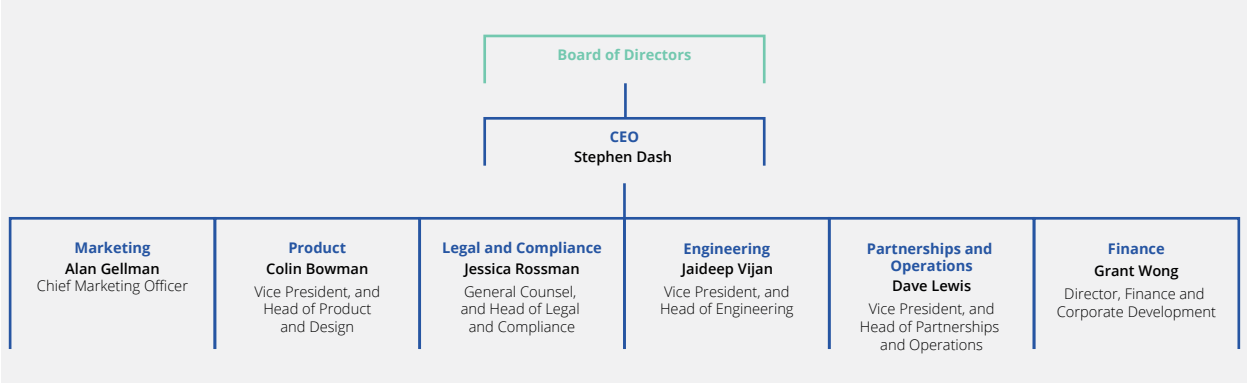 Board of Directors
CEO
Stephen Dash
Marketing
Alan Gellman
Chief Marketing Officer
Product
Colin Bowman
Vice President, and
Head of Product
and Design
Legal and Compliance
Jessica Rossman
General Counsel,
and Head of Legal
and Compliance
Engineering
Jaideep Vijan
Vice President, and
Head of Engineering
Partnerships and
Operations
Dave Lewis
Vice President, and
Head of Partnerships
and Operations
Finance
Grant Wong
Director, Finance and
Corporate Development